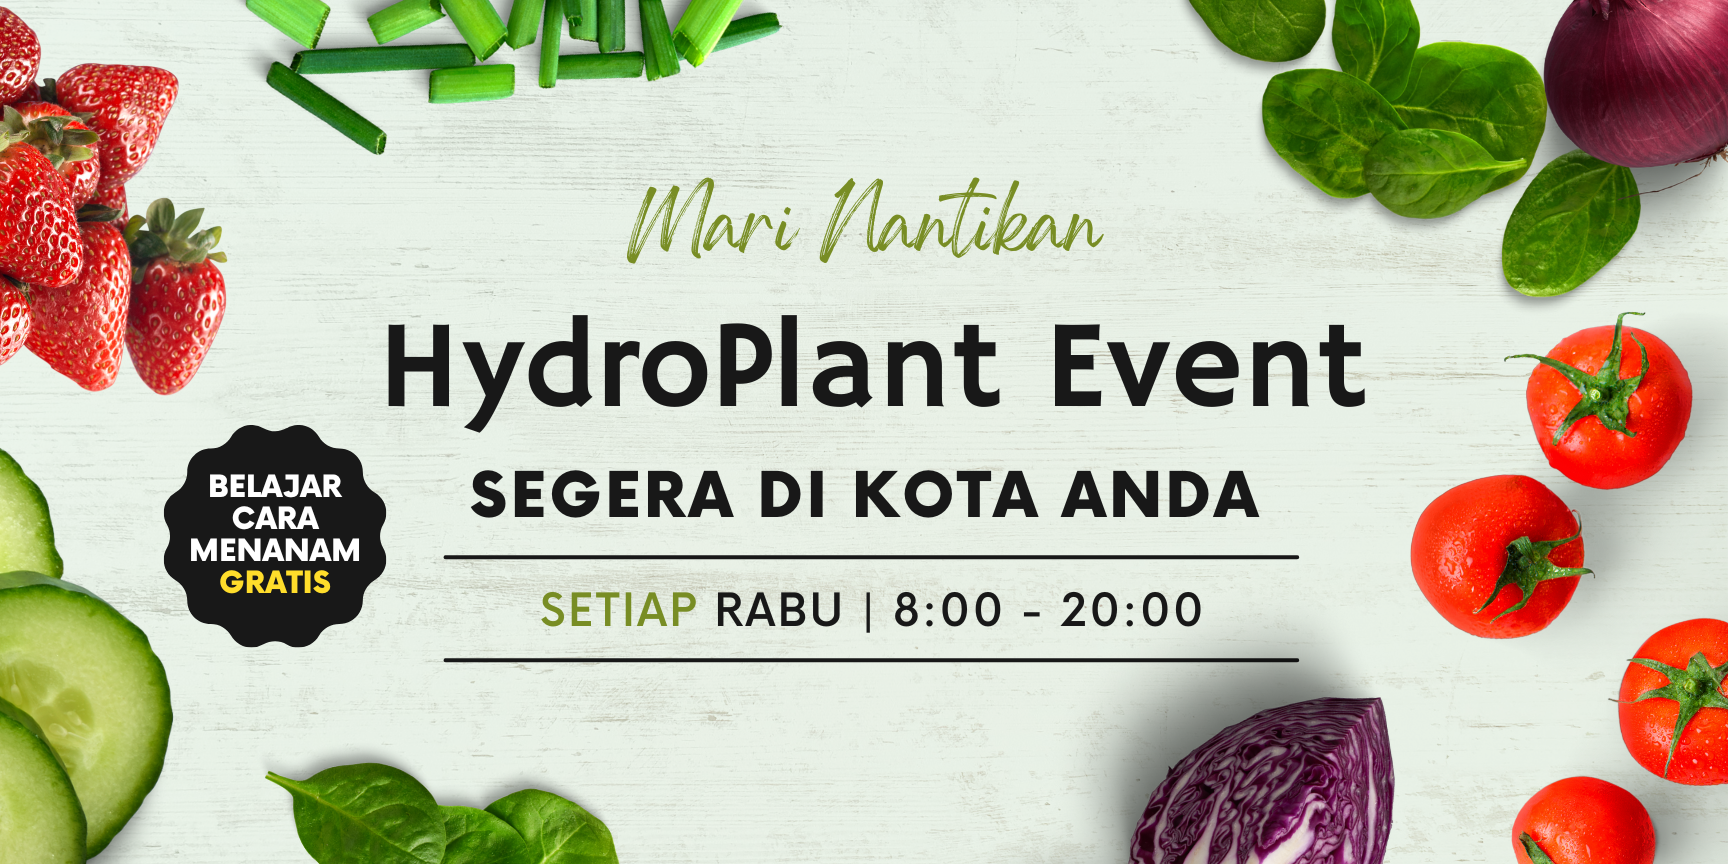 Mari Nantikan
HydroPlant Event
SEGERA DI KOTA ANDA
BELAJAR
CARA
MENANAM
GRATIS
SETIAP RABU | 8:00 - 20:00